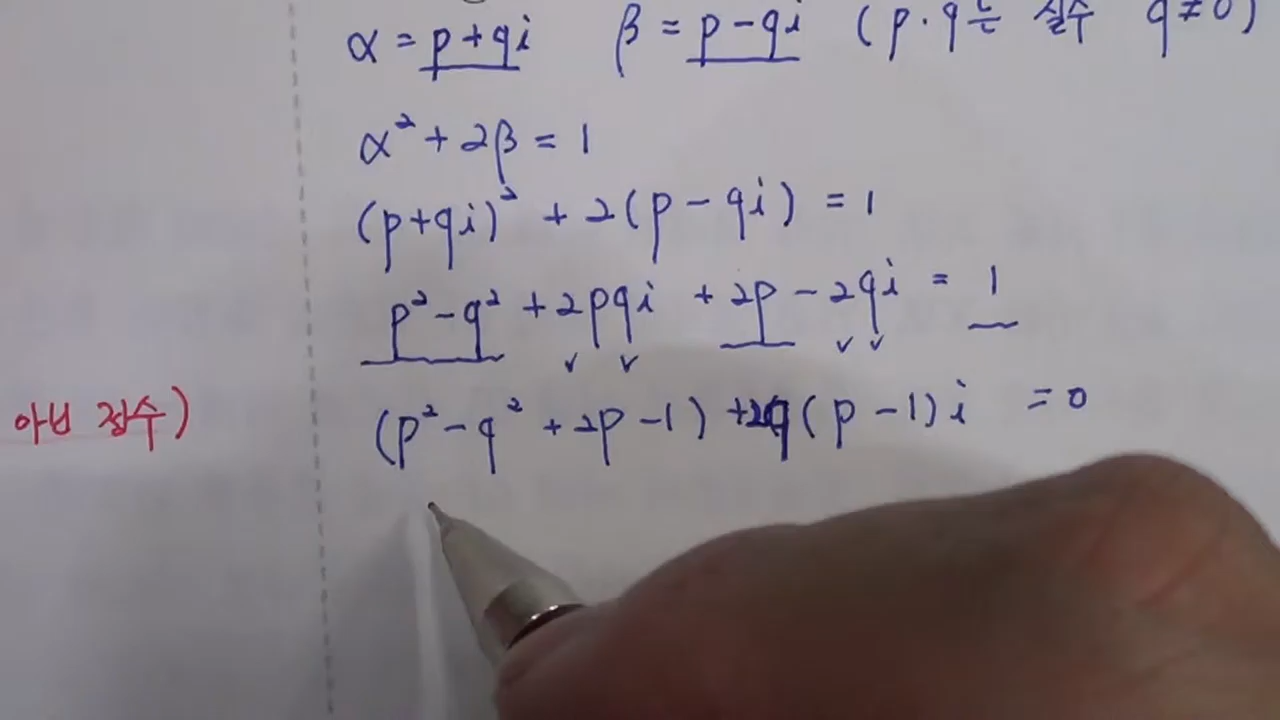 α = p + qi β = p - qi (p. q는 실수 q ≠ 0)
α² + 2β = 1
(p+qi)² + 2(p - qi) = 1
p² - q² + 2pqi + 2p - 2qi = 1
(p² - q² + 2p - 1) + 2q(p - 1)i = 0
아닌 정수)